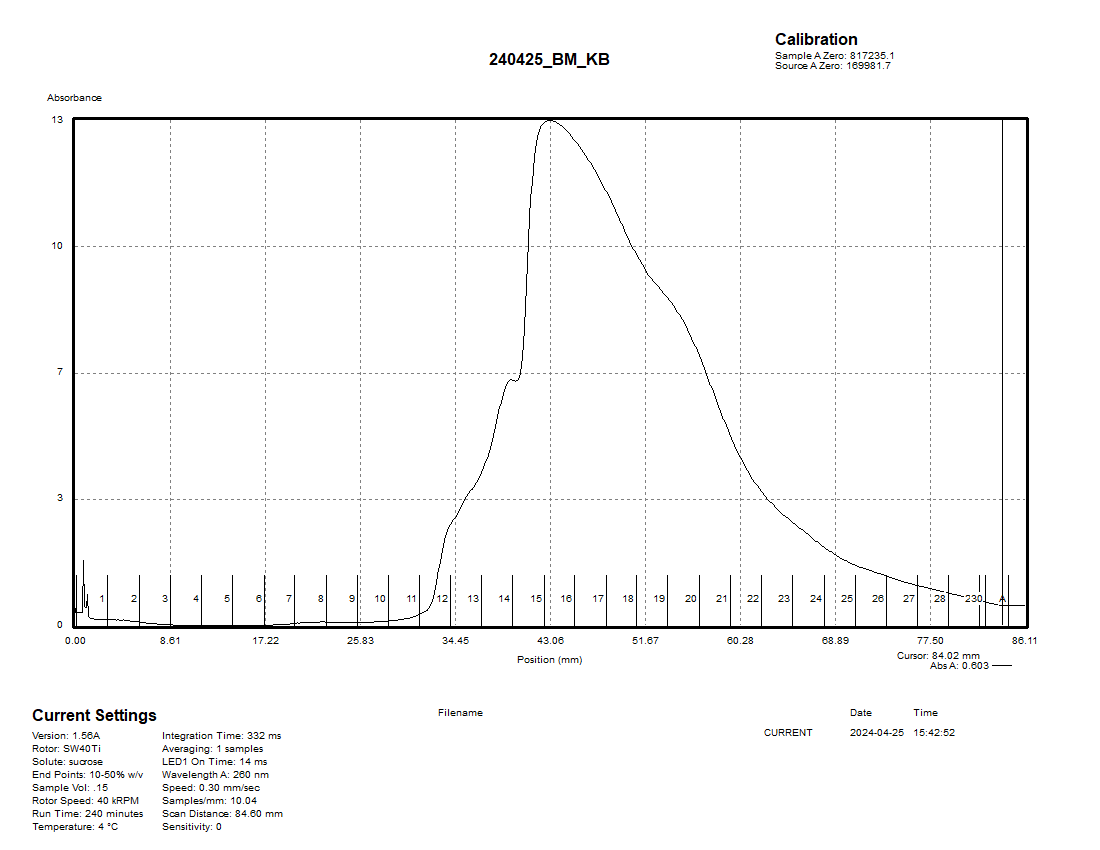 Calibration
Sample A Zero: 817235.1
Source A Zero: 169981.7
240425_BM_KB
Absorbance
13
10
7
3
0
1 2 3 4 5 6 7 8 9 10 11 12 13 14 15 16 17 18 19 20 21 22 23 24 25 26 27 28 230 A
0.00 8.61 17.22 25.83 34.45 43.06 51.67 60.28 68.89 77.50 86.11
Position (mm)
Cursor: 84.02 mm
Abs A: 0.603
Current Settings
Version: 1.56A
Rotor: SW40Ti
Solute: sucrose
End Points: 10-50% w/v
Sample Vol: .15
Rotor Speed: 40 kRPM
Run Time: 240 minutes
Temperature: 4 °C
Integration Time: 332 ms
Averaging: 1 samples
LED1 On Time: 14 ms
Wavelength A: 260 nm
Speed: 0.30 mm/sec
Samples/mm: 10.04
Scan Distance: 84.60 mm
Sensitivity: 0
Filename Date Time
CURRENT 2024-04-25 15:42:52